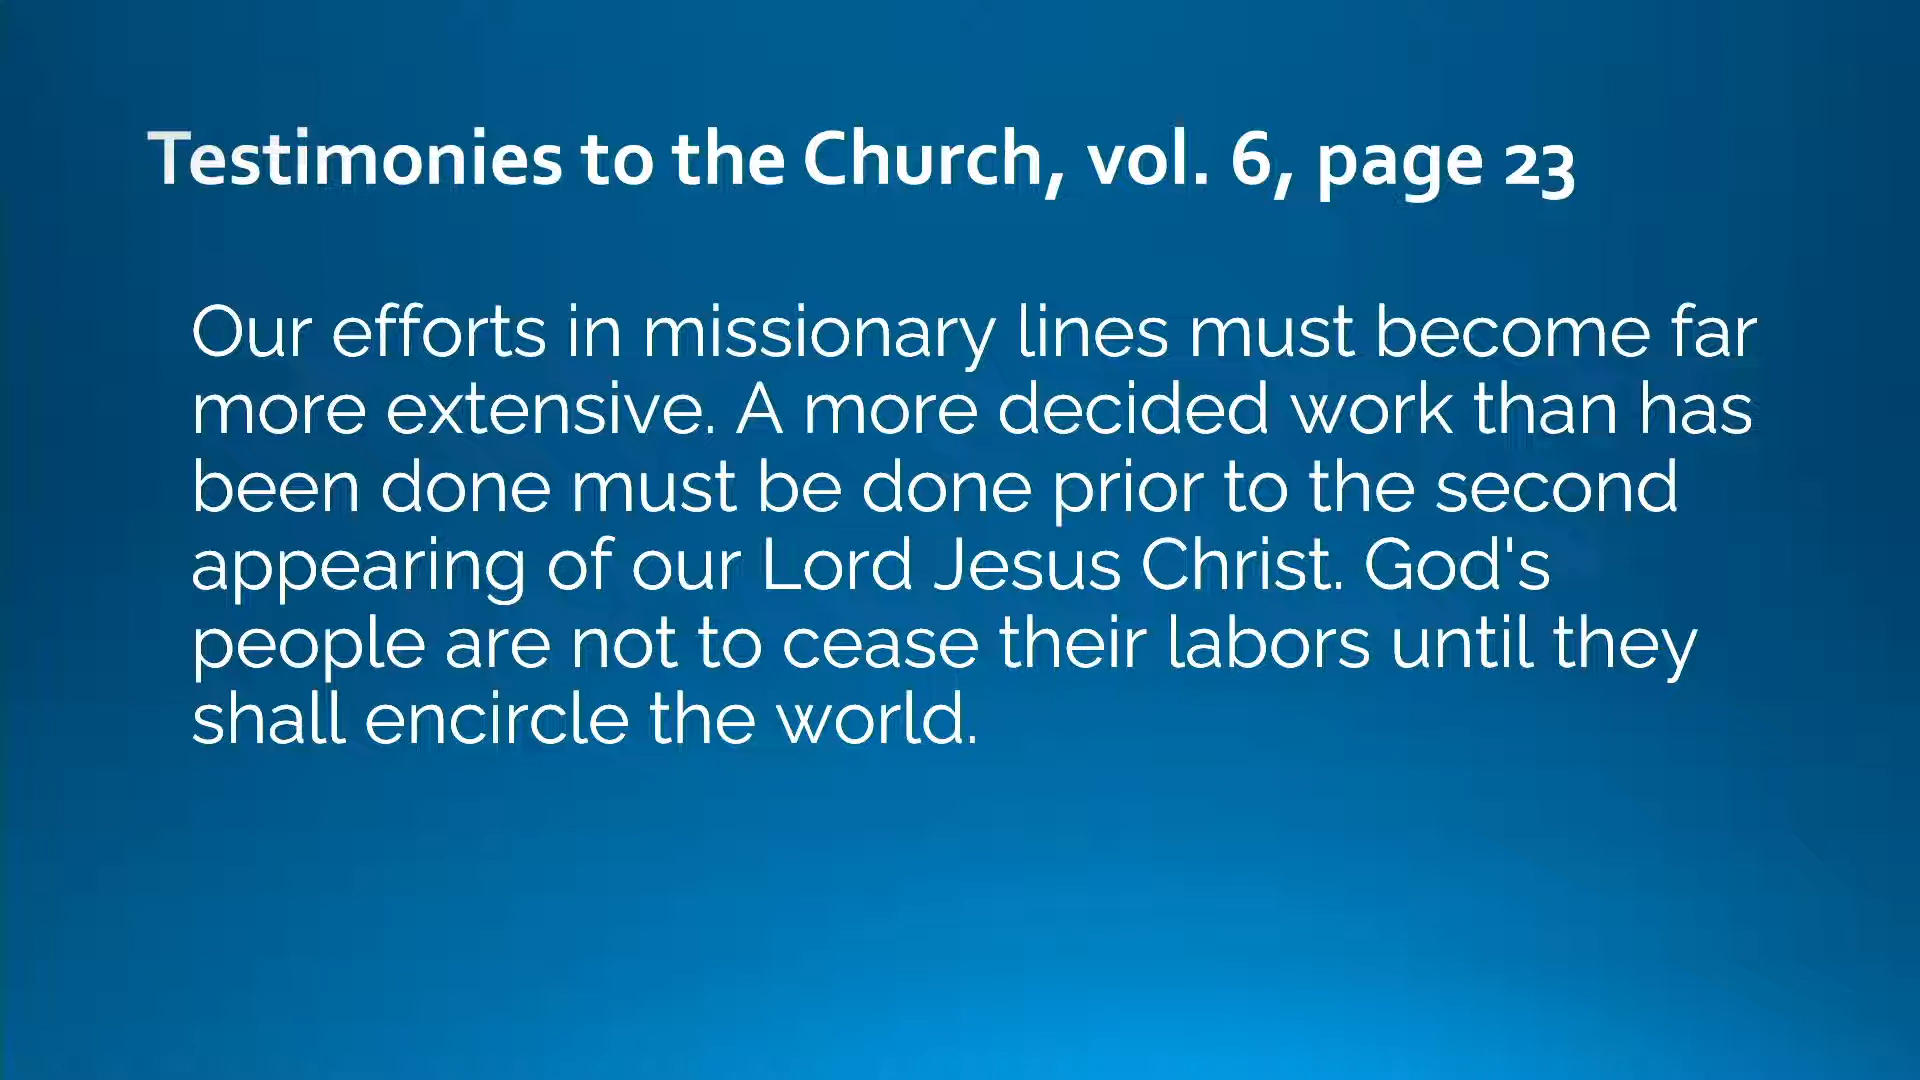 Testimonies to the Church, vol. 6, page 23
Our efforts in missionary lines must become far
more extensive. A more decided work than has
been done must be done prior to the second
appearing of our Lord Jesus Christ. God's
people are not to cease their labors until they
shall encircle the world.